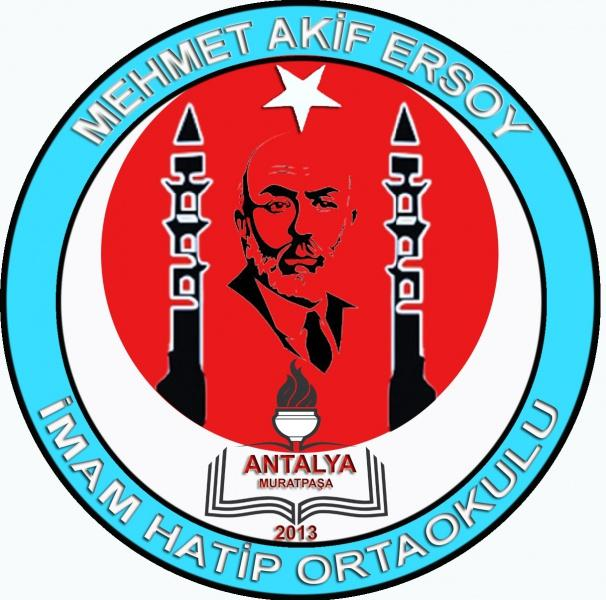 MEHMET AKİF ERSOY
ANTALYA
MURATPAŞA
2013
İMAM HATİP ORTAOKULU